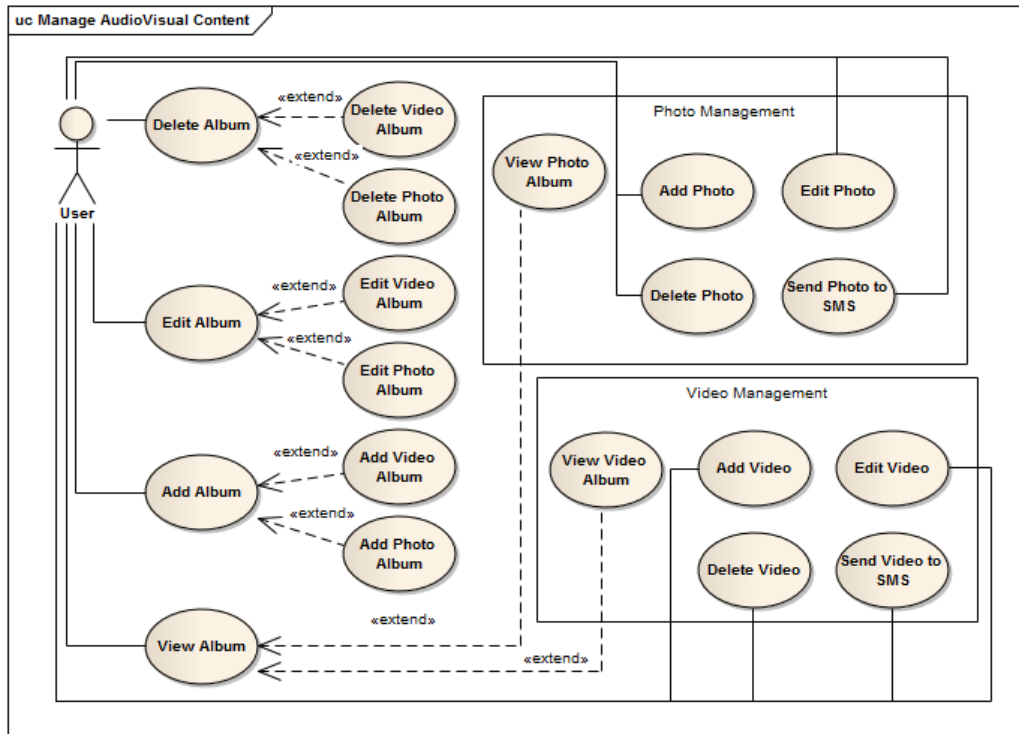 uc Manage AudioVisual Content
User
Delete Album
«extend»
Delete Video
Album
«extend»
Delete Photo
Album
Edit Album
«extend»
Edit Video
Album
«extend»
Edit Photo
Album
Add Album
«extend»
Add Video
Album
«extend»
Add Photo
Album
View Album
«extend»
«extend»
Photo Management
View Photo
Album
Add Photo
Edit Photo
Delete Photo
Send Photo to
SMS
Video Management
View Video
Album
Add Video
Edit Video
Delete Video
Send Video to
SMS